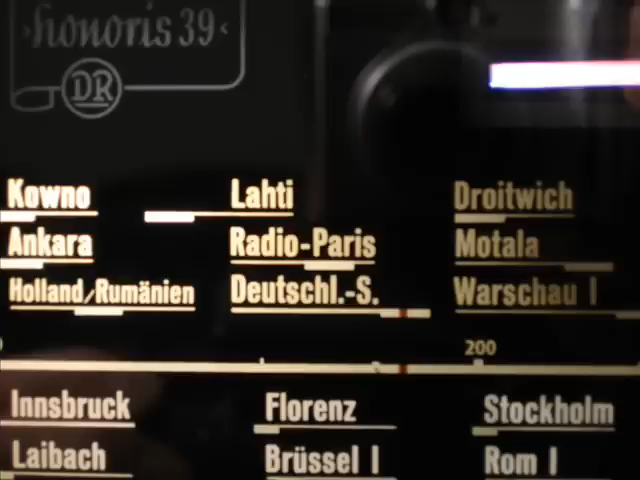 ›honoris 39‹
DR
Kowno Lahti Droitwich
Ankara Radio-Paris Motala
Holland/Rumänien Deutschl.-S. Warschau I
200
Innsbruck Florenz Stockholm
Laibach Brüssel I Rom I